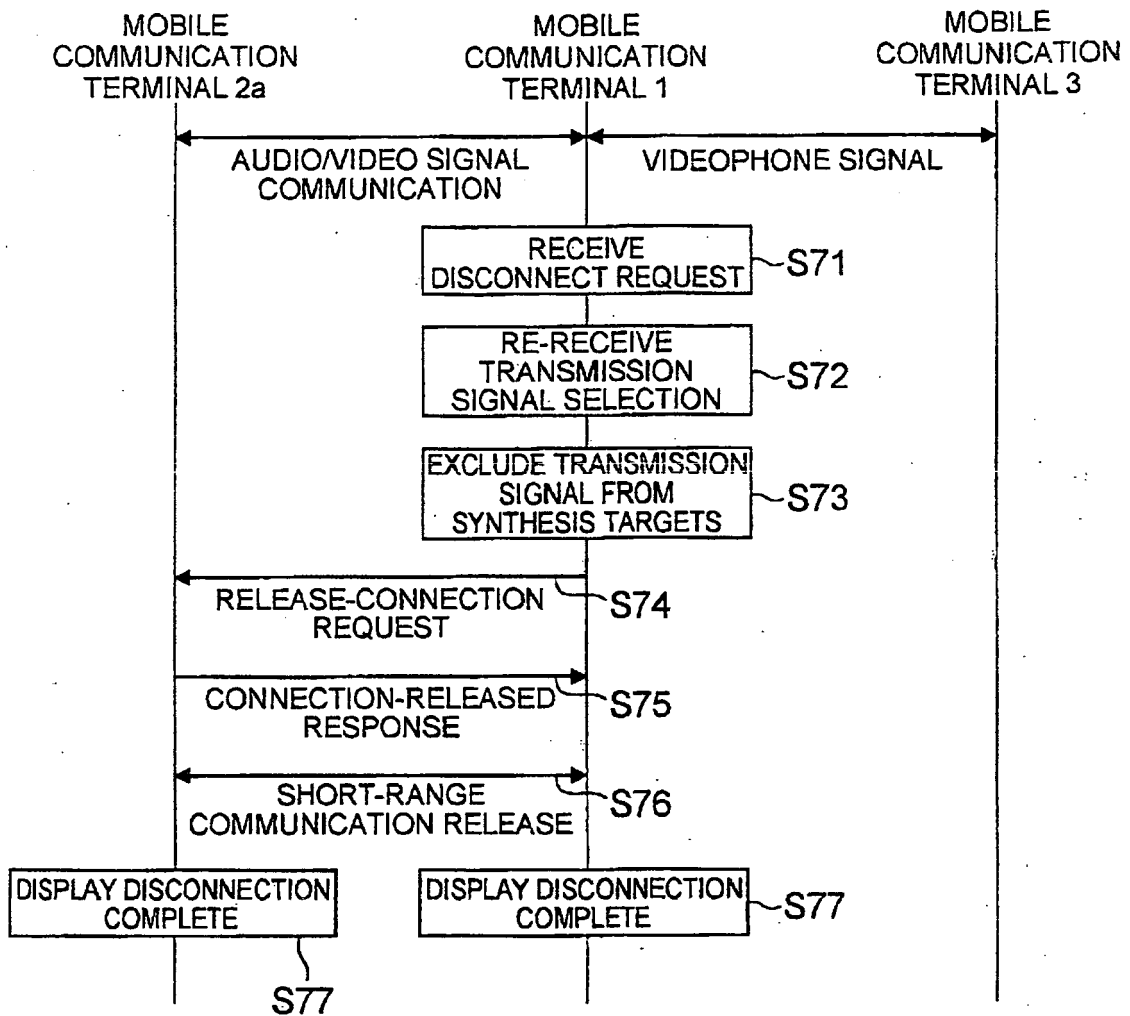 MOBILE
COMMUNICATION
TERMINAL 2a
MOBILE
COMMUNICATION
TERMINAL 1
MOBILE
COMMUNICATION
TERMINAL 3
AUDIO/VIDEO SIGNAL
COMMUNICATION
VIDEOPHONE SIGNAL
RECEIVE
DISCONNECT REQUEST
S71
RE-RECEIVE
TRANSMISSION
SIGNAL SELECTION
S72
EXCLUDE TRANSMISSION
SIGNAL FROM
SYNTHESIS TARGETS
S73
RELEASE-CONNECTION
REQUEST
S74
CONNECTION-RELEASED
RESPONSE
S75
SHORT-RANGE
COMMUNICATION RELEASE
S76
DISPLAY DISCONNECTION
COMPLETE
S77
DISPLAY DISCONNECTION
COMPLETE
S77